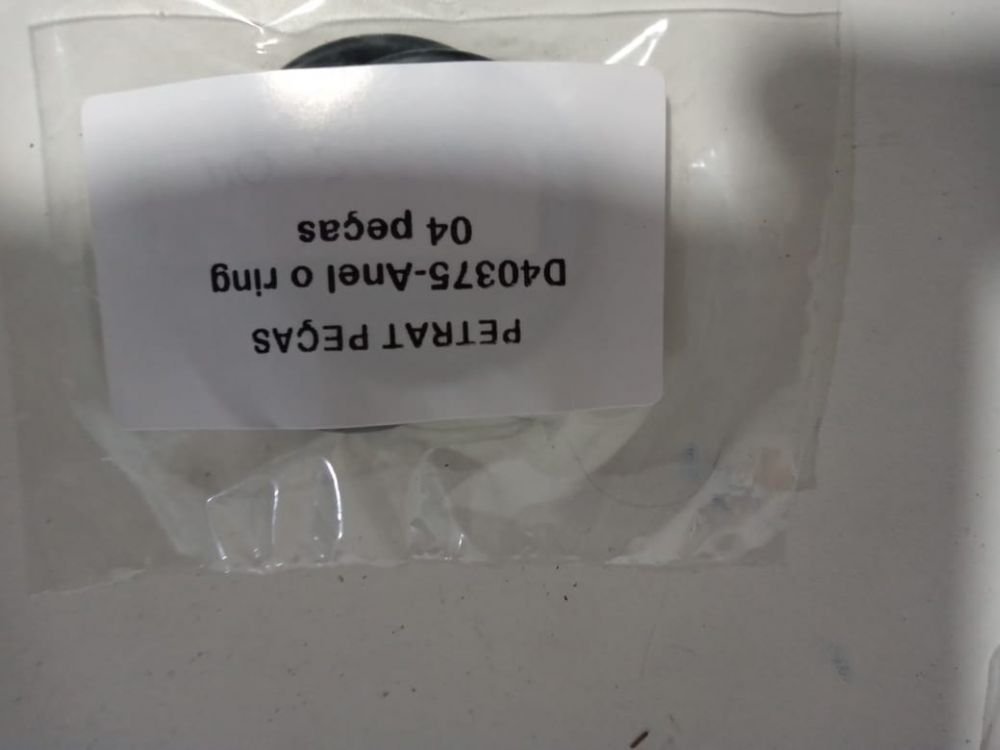 PETRAT PEÇAS
D40375-Anel o ring
04 peças